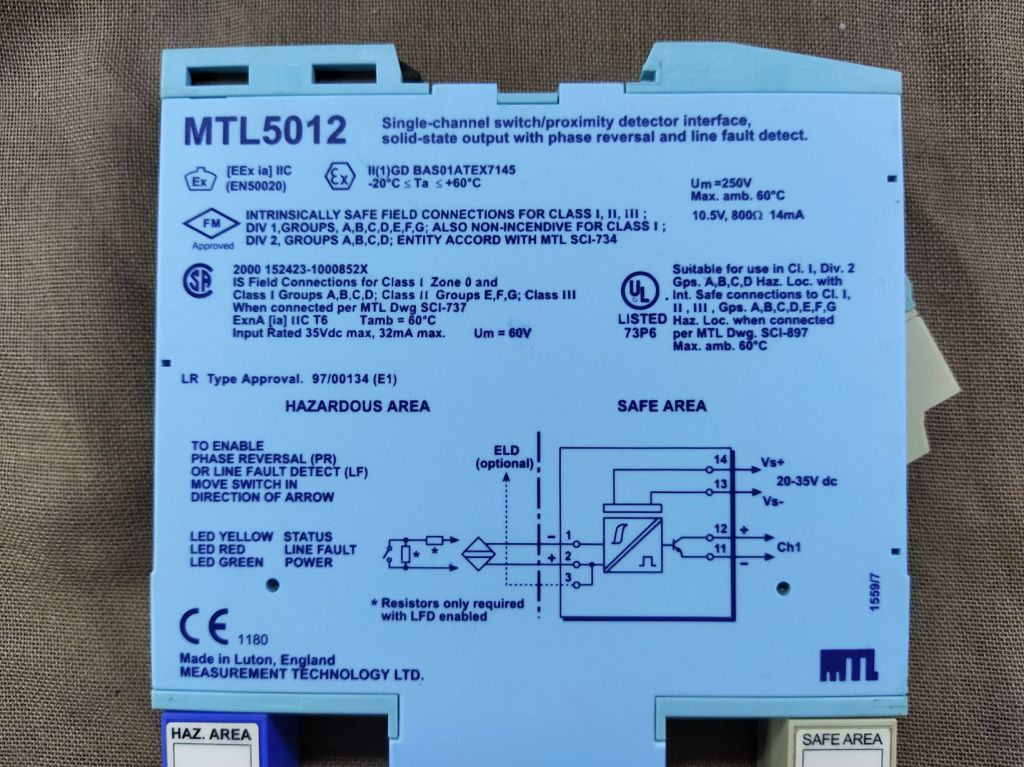 MTL5012
Single-channel switch/proximity detector interface,
solid-state output with phase reversal and line fault detect.
Ex
[EEx ia] IIC
(EN50020)
Ex
II(1)GD BAS01ATEX7145
-20°C ≤ Ta ≤ +60°C
Um =250V
Max. amb. 60°C
10.5V, 800Ω 14mA
FM
Approved
INTRINSICALLY SAFE FIELD CONNECTIONS FOR CLASS I, II, III ;
DIV 1,GROUPS, A,B,C,D,E,F,G; ALSO NON-INCENDIVE FOR CLASS I ;
DIV 2, GROUPS A,B,C,D; ENTITY ACCORD WITH MTL SCI-734
SA
2000 152423-1000852X
IS Field Connections for Class I Zone 0 and
Class I Groups A,B,C,D; Class II Groups E,F,G; Class III
When connected per MTL Dwg SCI-737
ExnA [ia] IIC T6 Tamb = 60°C
Input Rated 35Vdc max, 32mA max. Um = 60V
UL
LISTED
73P6
Suitable for use in Cl. I, Div. 2
Gps. A,B,C,D Haz. Loc. with
. Int. Safe connections to Cl. I,
II , III , Gps. A,B,C,D,E,F,G
Haz. Loc. when connected
per MTL Dwg. SCI-897
Max. amb. 60°C
LR Type Approval. 97/00134 (E1)
HAZARDOUS AREA
SAFE AREA
TO ENABLE
PHASE REVERSAL (PR)
OR LINE FAULT DETECT (LF)
MOVE SWITCH IN
DIRECTION OF ARROW
LED YELLOW STATUS
LED RED LINE FAULT
LED GREEN POWER
ELD
(optional)
14
Vs+
20-35V dc
13
Vs-
12
+
Ch1
11
−
− 1
+ 2
3
* *
* Resistors only required
with LFD enabled
1559/7
CE 1180
Made in Luton, England
MEASUREMENT TECHNOLOGY LTD.
MTL
HAZ. AREA
SAFE AREA